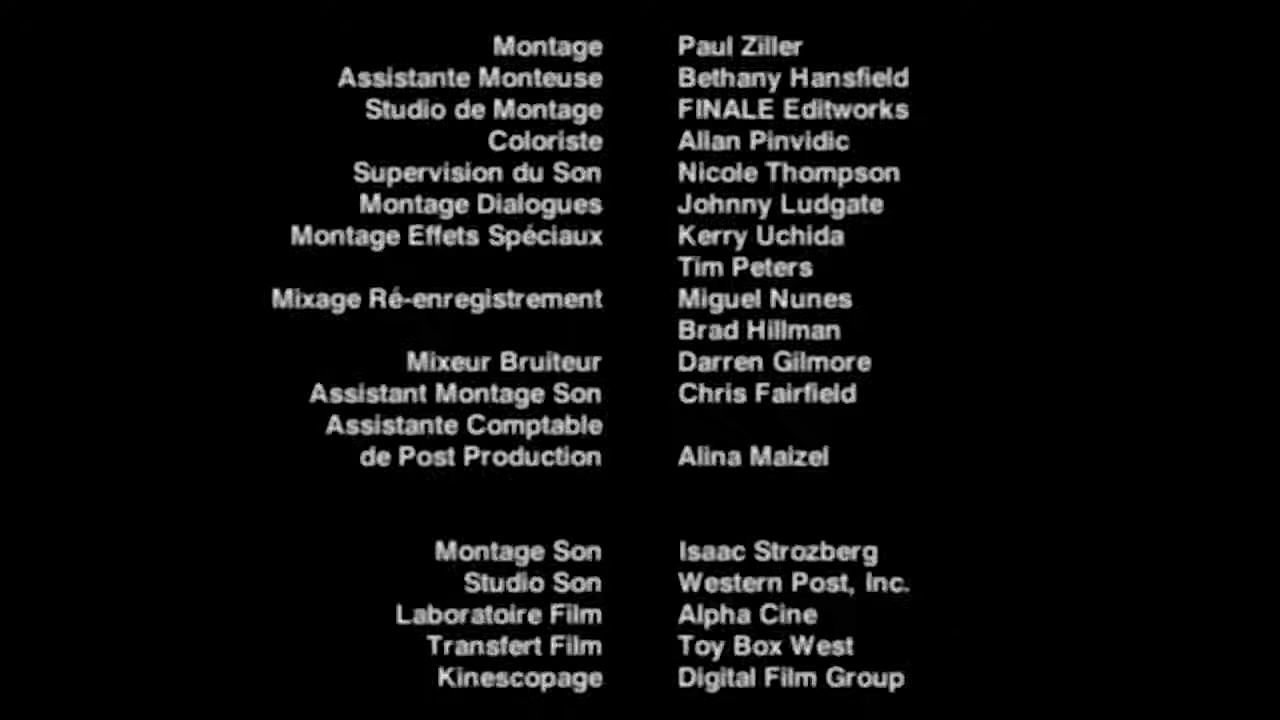 Montage Paul Ziller
Assistante Monteuse Bethany Hansfield
Studio de Montage FINALE Editworks
Coloriste Allan Pinvidic
Supervision du Son Nicole Thompson
Montage Dialogues Johnny Ludgate
Montage Effets Spéciaux Kerry Uchida
Tim Peters
Mixage Ré-enregistrement Miguel Nunes
Brad Hillman
Mixeur Bruiteur Darren Gilmore
Assistant Montage Son Chris Fairfield
Assistante Comptable
de Post Production Alina Maizel
Montage Son Isaac Strozberg
Studio Son Western Post, Inc.
Laboratoire Film Alpha Cine
Transfert Film Toy Box West
Kinescopage Digital Film Group